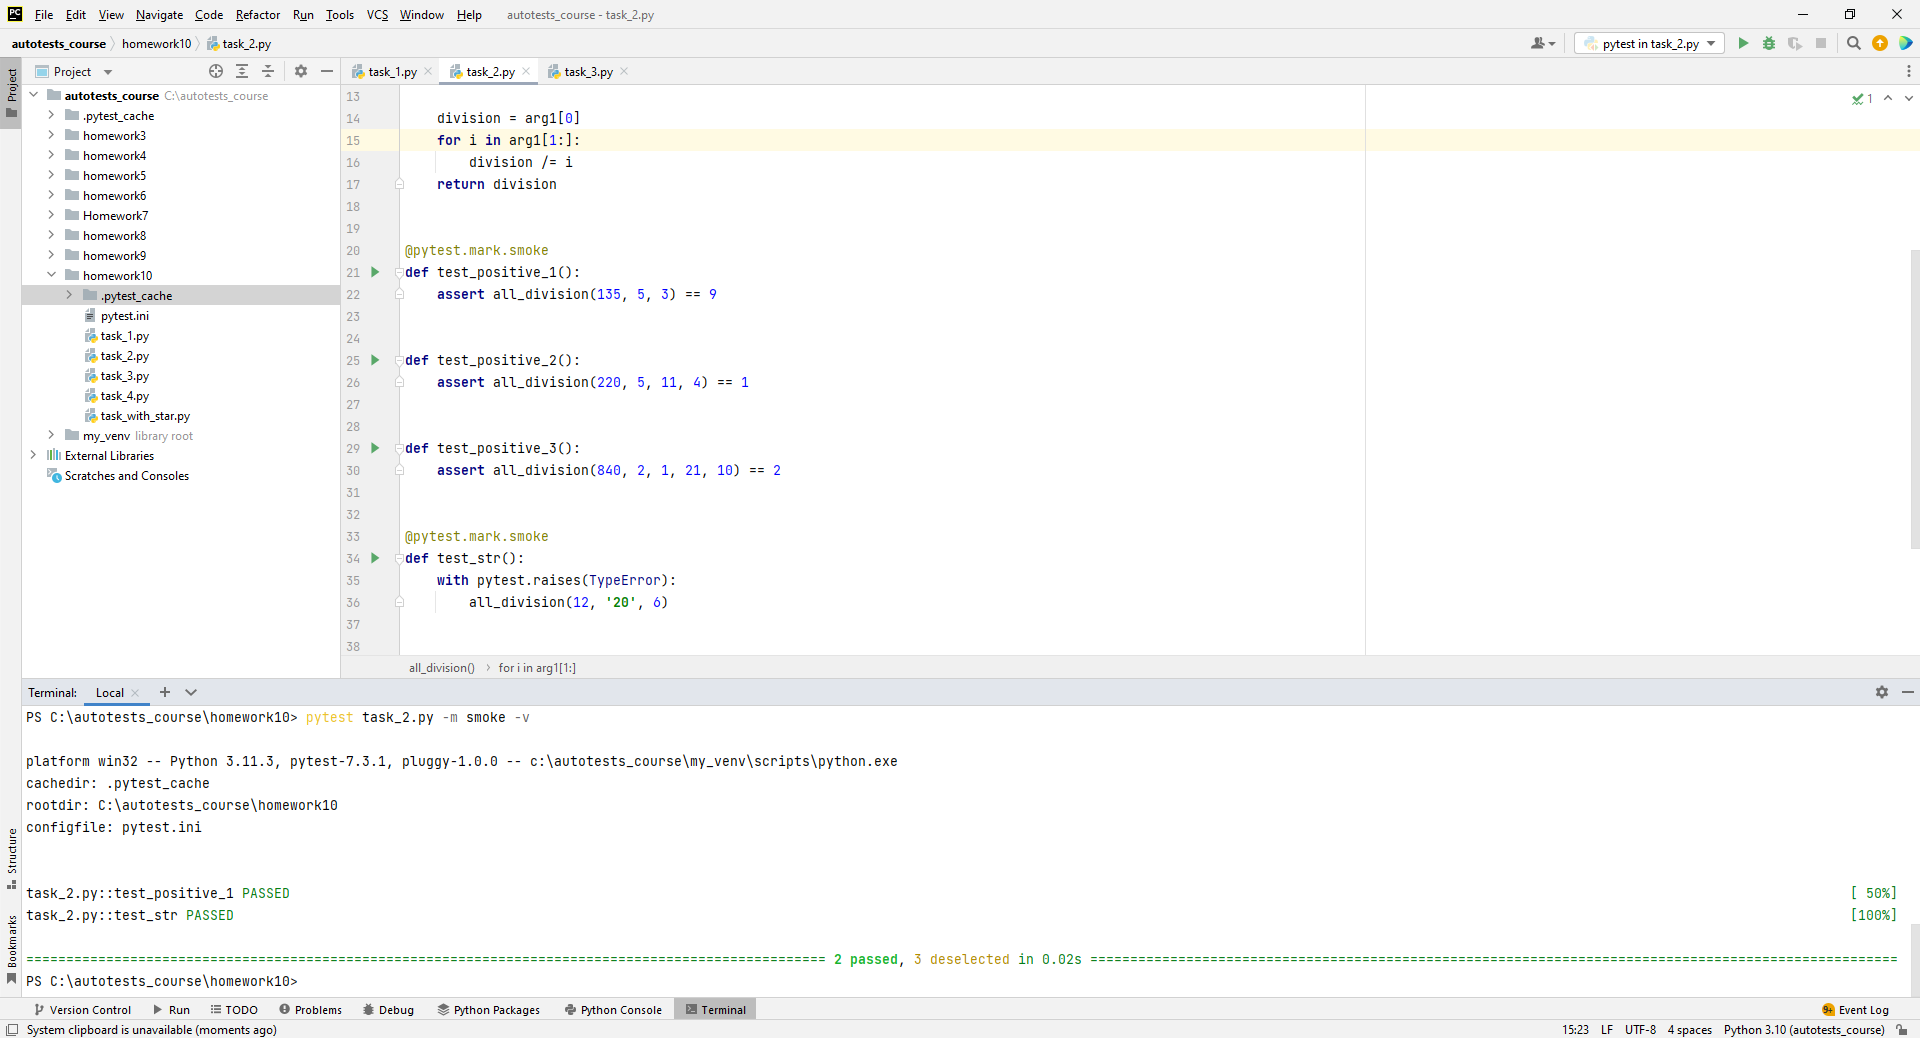 PC File Edit View Navigate Code Refactor Run Tools VCS Window Help autotests_course - task_2.py
autotests_course homework10 task_2.py pytest in task_2.py
Project
Project
task_1.py task_2.py task_3.py
autotests_course C:\autotests_course
.pytest_cache
homework3
homework4
homework5
homework6
Homework7
homework8
homework9
homework10
.pytest_cache
pytest.ini
task_1.py
task_2.py
task_3.py
task_4.py
task_with_star.py
my_venv library root
External Libraries
Scratches and Consoles
1
13
14 division = arg1[0]
15 for i in arg1[1:]:
16 division /= i
17 return division
18
19
20 @pytest.mark.smoke
21 def test_positive_1():
22 assert all_division(135, 5, 3) == 9
23
24
25 def test_positive_2():
26 assert all_division(220, 5, 11, 4) == 1
27
28
29 def test_positive_3():
30 assert all_division(840, 2, 1, 21, 10) == 2
31
32
33 @pytest.mark.smoke
34 def test_str():
35 with pytest.raises(TypeError):
36 all_division(12, '20', 6)
37
38
all_division() for i in arg1[1:]
Terminal: Local
PS C:\autotests_course\homework10> pytest task_2.py -m smoke -v
platform win32 -- Python 3.11.3, pytest-7.3.1, pluggy-1.0.0 -- c:\autotests_course\my_venv\scripts\python.exe
cachedir: .pytest_cache
rootdir: C:\autotests_course\homework10
configfile: pytest.ini
task_2.py::test_positive_1 PASSED [ 50%]
task_2.py::test_str PASSED [100%]
==================================================================================================== 2 passed, 3 deselected in 0.02s =====================================================================================================
PS C:\autotests_course\homework10>
Structure
Bookmarks
Version Control Run TODO Problems Debug Python Packages Python Console Terminal 9+ Event Log
System clipboard is unavailable (moments ago) 15:23 LF UTF-8 4 spaces Python 3.10 (autotests_course)